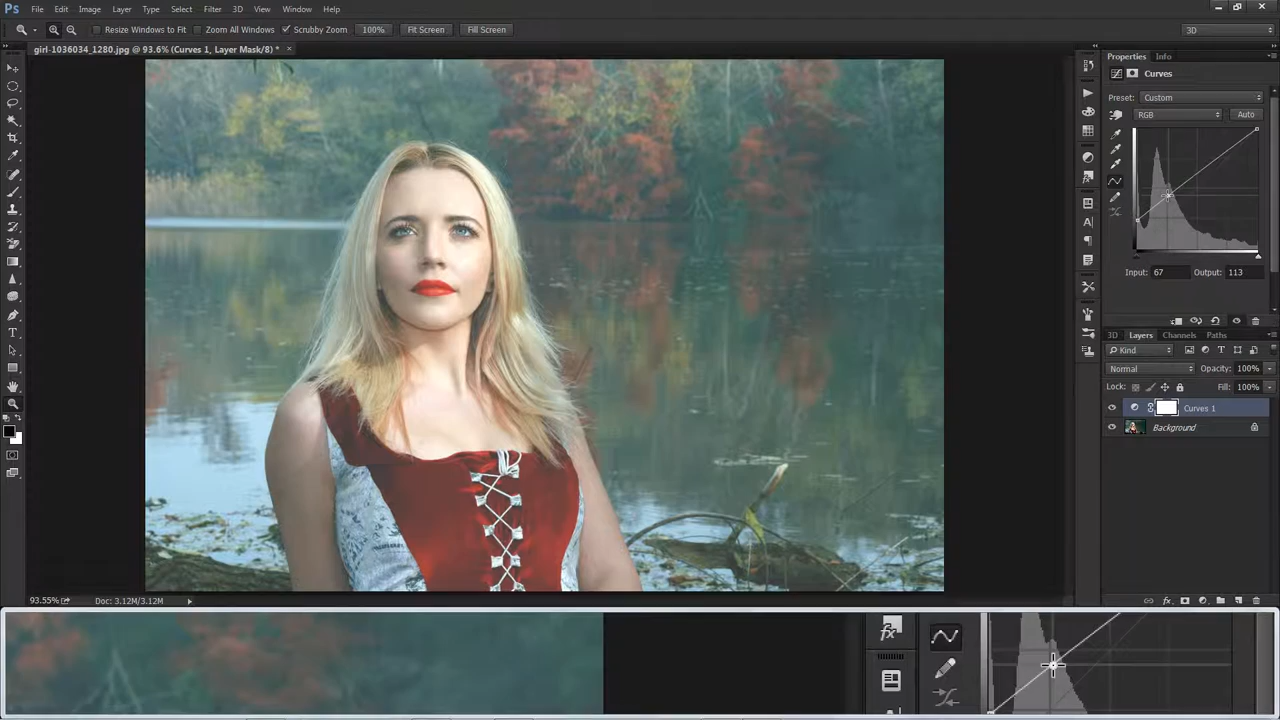 Ps File Edit Image Layer Type Select Filter 3D View Window Help
Resize Windows to Fit Zoom All Windows Scrubby Zoom 100% Fit Screen Fill Screen 3D
girl-1036034_1280.jpg @ 93.6% (Curves 1, Layer Mask/8) * ×
Properties Info
Curves
Preset: Custom
RGB Auto
Input: 67 Output: 113
3D Layers Channels Paths
Kind
Normal Opacity: 100%
Lock: Fill: 100%
Curves 1
Background
93.55% Doc: 3.12M/3.12M
fx